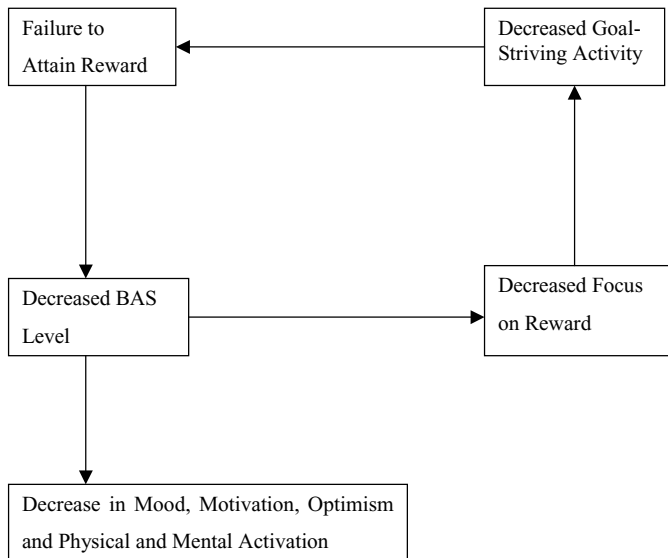 Failure to
Attain Reward
Decreased Goal-
Striving Activity
Decreased BAS
Level
Decreased Focus
on Reward
Decrease in Mood, Motivation, Optimism
and Physical and Mental Activation